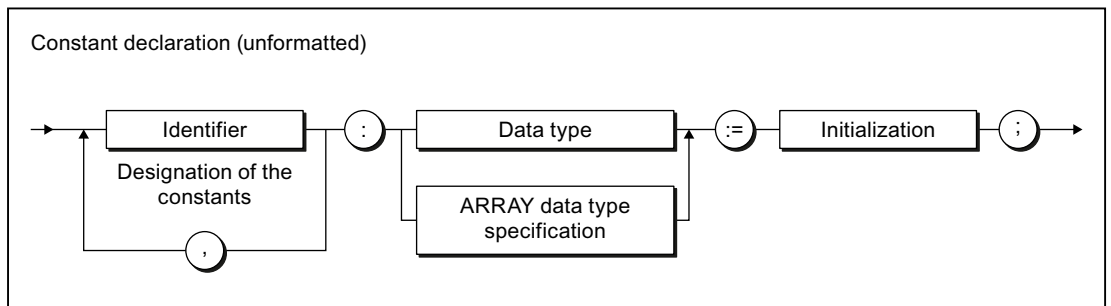 Constant declaration (unformatted)
Identifier
:
Data type
:=
Initialization
;
Designation of the
constants
ARRAY data type
specification
,